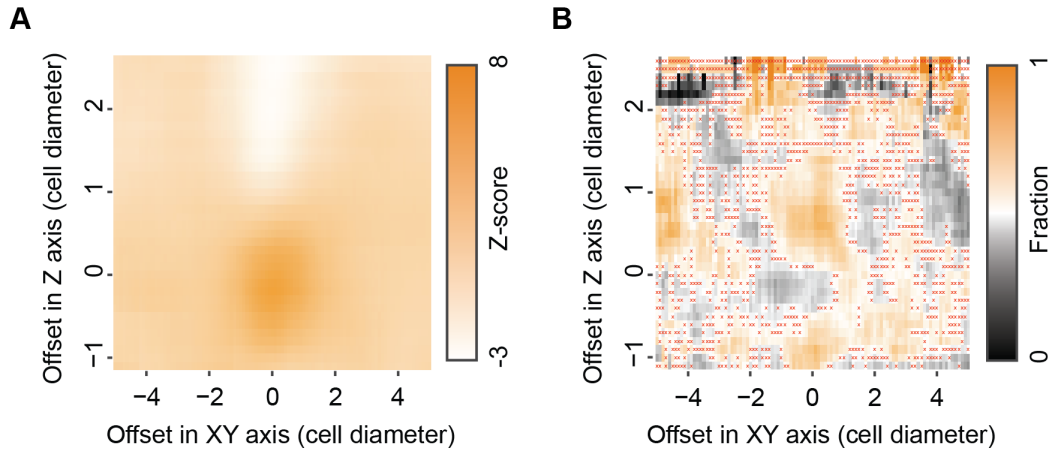 A
B
Offset in Z axis (cell diameter)
2
1
0
−1
−4
−2
0
2
4
Offset in XY axis (cell diameter)
8
Z-score
-3
Offset in Z axis (cell diameter)
2
1
0
−1
−4
−2
0
2
4
Offset in XY axis (cell diameter)
1
Fraction
0